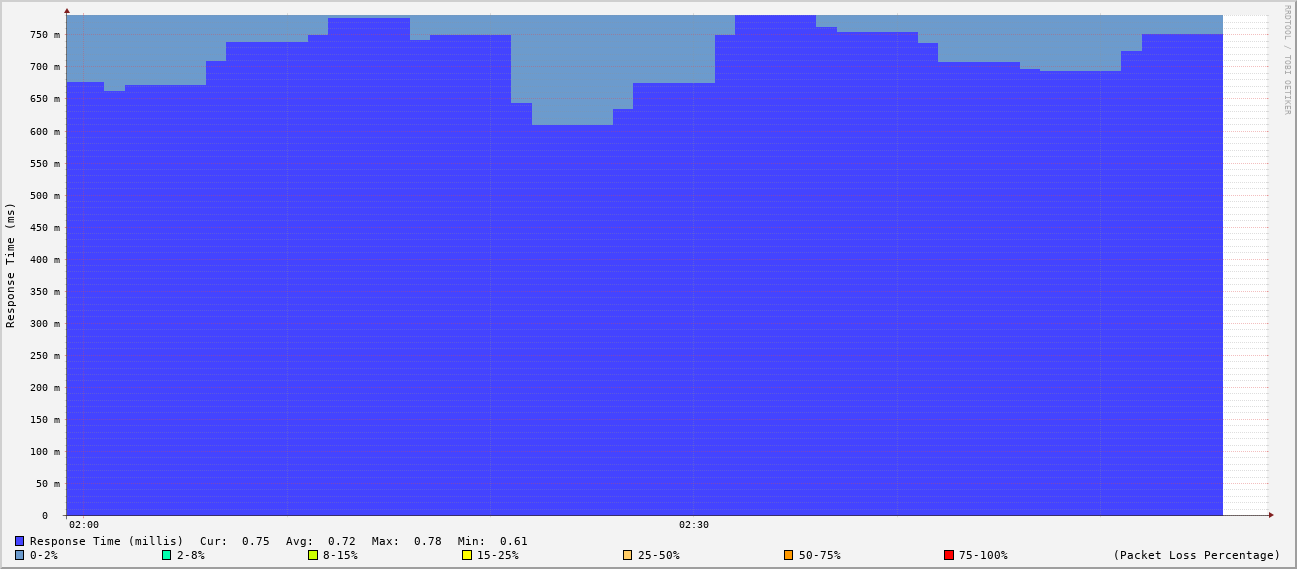 RRDTOOL / TOBI OETIKER
Response Time (ms)
750 m
700 m
650 m
600 m
550 m
500 m
450 m
400 m
350 m
300 m
250 m
200 m
150 m
100 m
50 m
0
02:00 02:30
Response Time (millis) Cur: 0.75 Avg: 0.72 Max: 0.78 Min: 0.61
0-2% 2-8% 8-15% 15-25% 25-50% 50-75% 75-100% (Packet Loss Percentage)